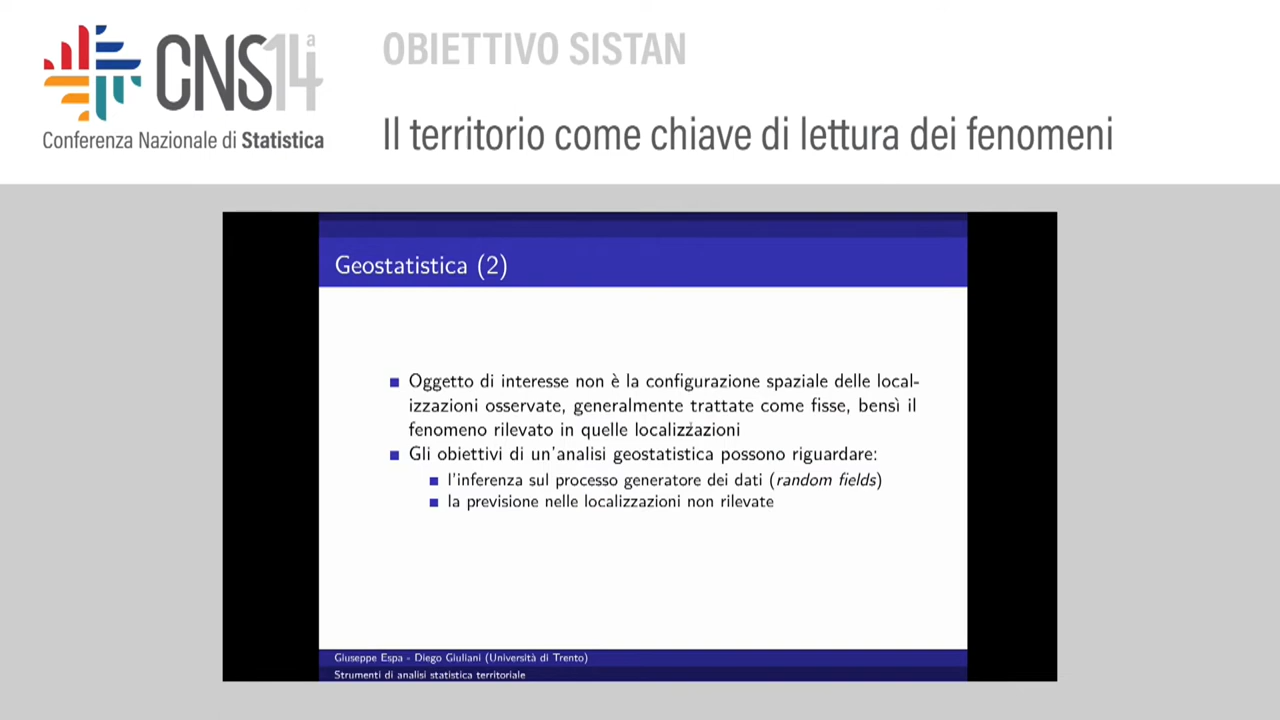 CNS14a
Conferenza Nazionale di Statistica
OBIETTIVO SISTAN
Il territorio come chiave di lettura dei fenomeni
Geostatistica (2)
Oggetto di interesse non è la configurazione spaziale delle local-
izzazioni osservate, generalmente trattate come fisse, bensì il
fenomeno rilevato in quelle localizzazioni
Gli obiettivi di un'analisi geostatistica possono riguardare:
l'inferenza sul processo generatore dei dati (random fields)
la previsione nelle localizzazioni non rilevate
Giuseppe Espa - Diego Giuliani (Università di Trento)
Strumenti di analisi statistica territoriale